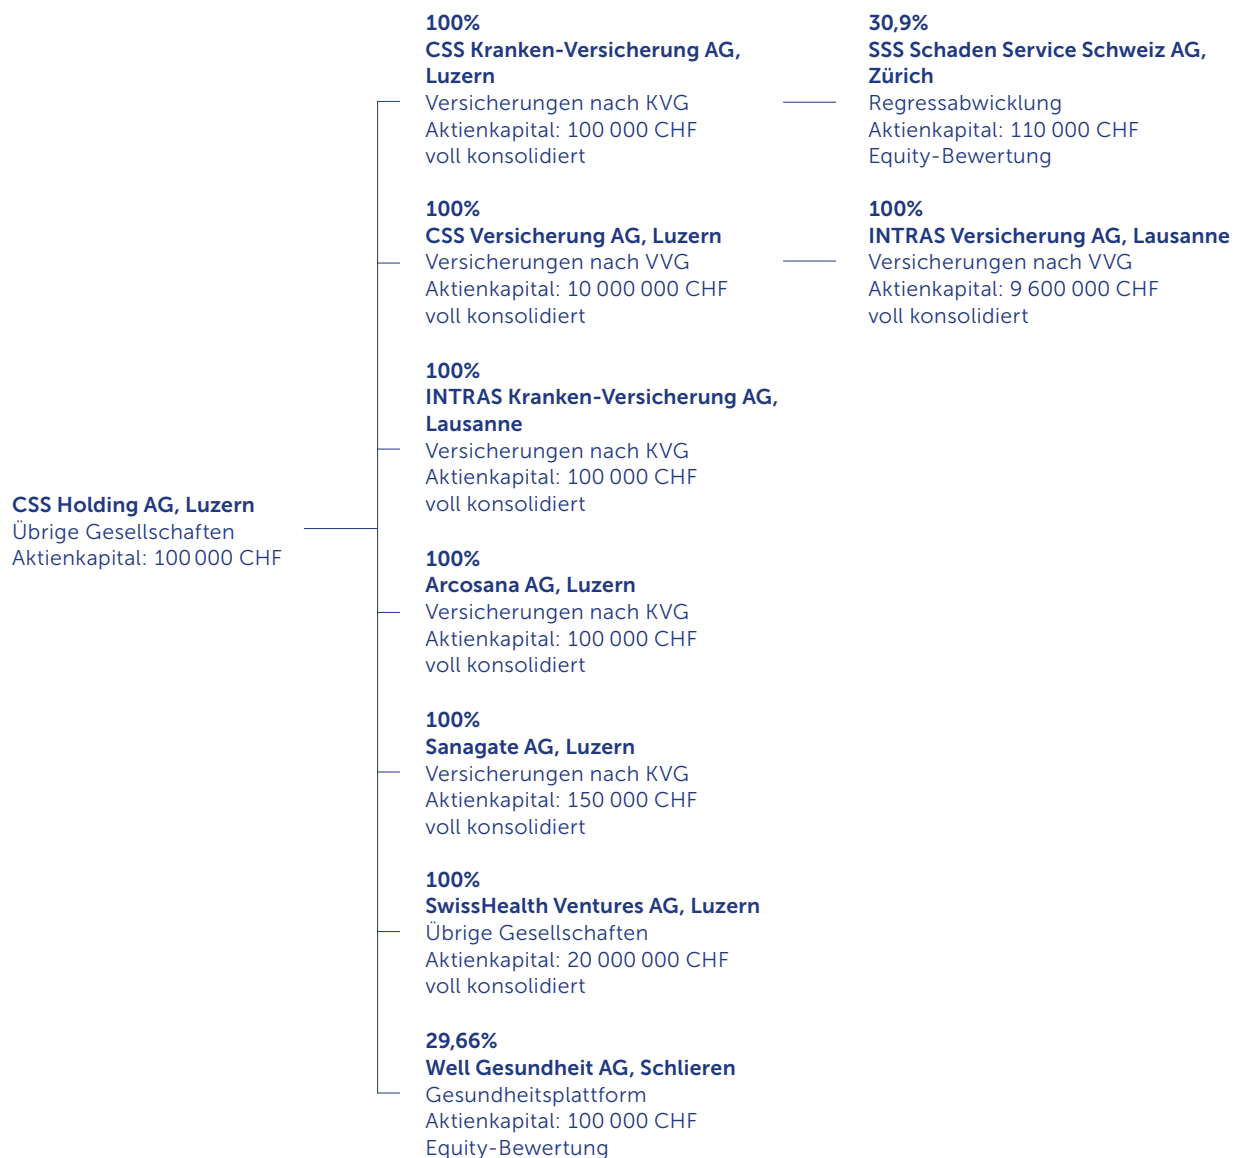 CSS Holding AG, Luzern
Übrige Gesellschaften
Aktienkapital: 100 000 CHF
100%
CSS Kranken-Versicherung AG,
Luzern
Versicherungen nach KVG
Aktienkapital: 100 000 CHF
voll konsolidiert
30,9%
SSS Schaden Service Schweiz AG,
Zürich
Regressabwicklung
Aktienkapital: 110 000 CHF
Equity-Bewertung
100%
CSS Versicherung AG, Luzern
Versicherungen nach VVG
Aktienkapital: 10 000 000 CHF
voll konsolidiert
100%
INTRAS Versicherung AG, Lausanne
Versicherungen nach VVG
Aktienkapital: 9 600 000 CHF
voll konsolidiert
100%
INTRAS Kranken-Versicherung AG,
Lausanne
Versicherungen nach KVG
Aktienkapital: 100 000 CHF
voll konsolidiert
100%
Arcosana AG, Luzern
Versicherungen nach KVG
Aktienkapital: 100 000 CHF
voll konsolidiert
100%
Sanagate AG, Luzern
Versicherungen nach KVG
Aktienkapital: 150 000 CHF
voll konsolidiert
100%
SwissHealth Ventures AG, Luzern
Übrige Gesellschaften
Aktienkapital: 20 000 000 CHF
voll konsolidiert
29,66%
Well Gesundheit AG, Schlieren
Gesundheitsplattform
Aktienkapital: 100 000 CHF
Equity-Bewertung